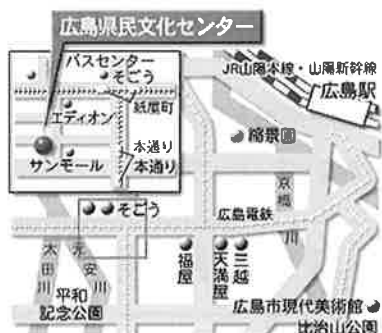 広島県民文化センター
バスセンター
そごう
紙屋町
エディオン
本通り
サンモール
本通り
JR山陽本線・山陽新幹線
広島駅
縮景園
京橋川
そごう
広島電鉄
太田川
元安川
平和
記念公園
福屋
天満屋
三越
広島市現代美術館
比治山公園